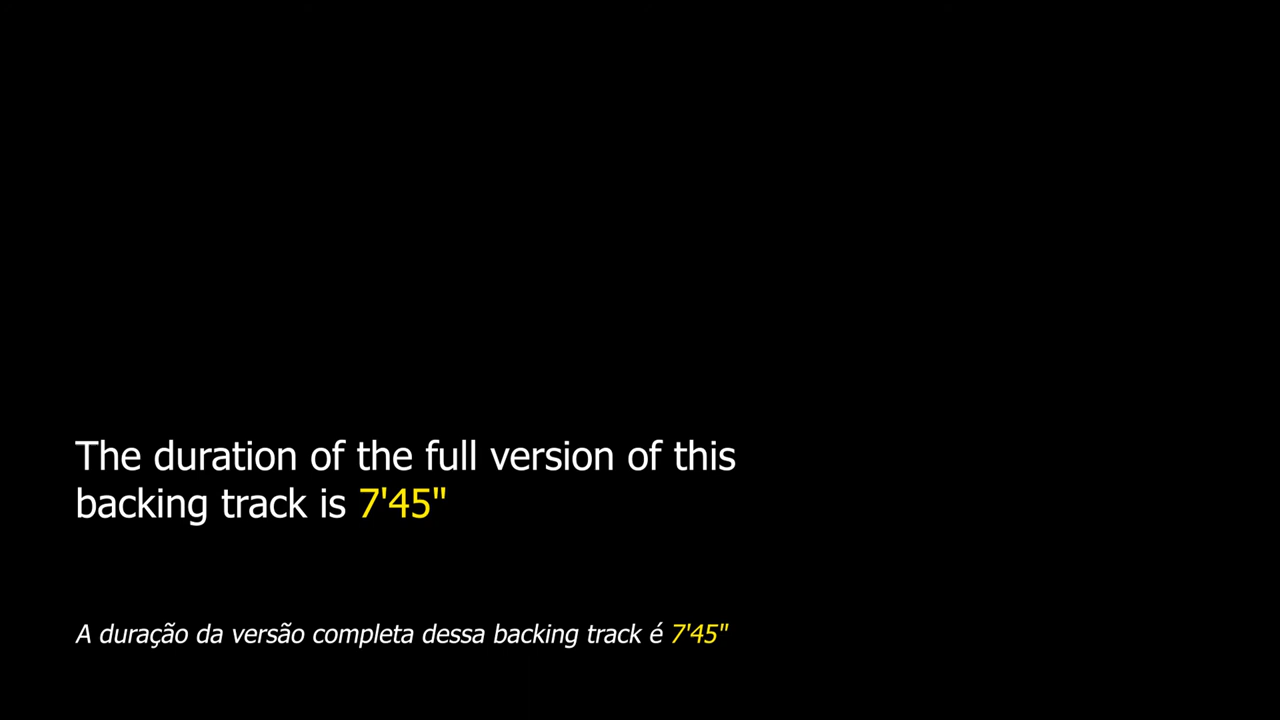 The duration of the full version of this
backing track is 7'45"
A duração da versão completa dessa backing track é 7'45"